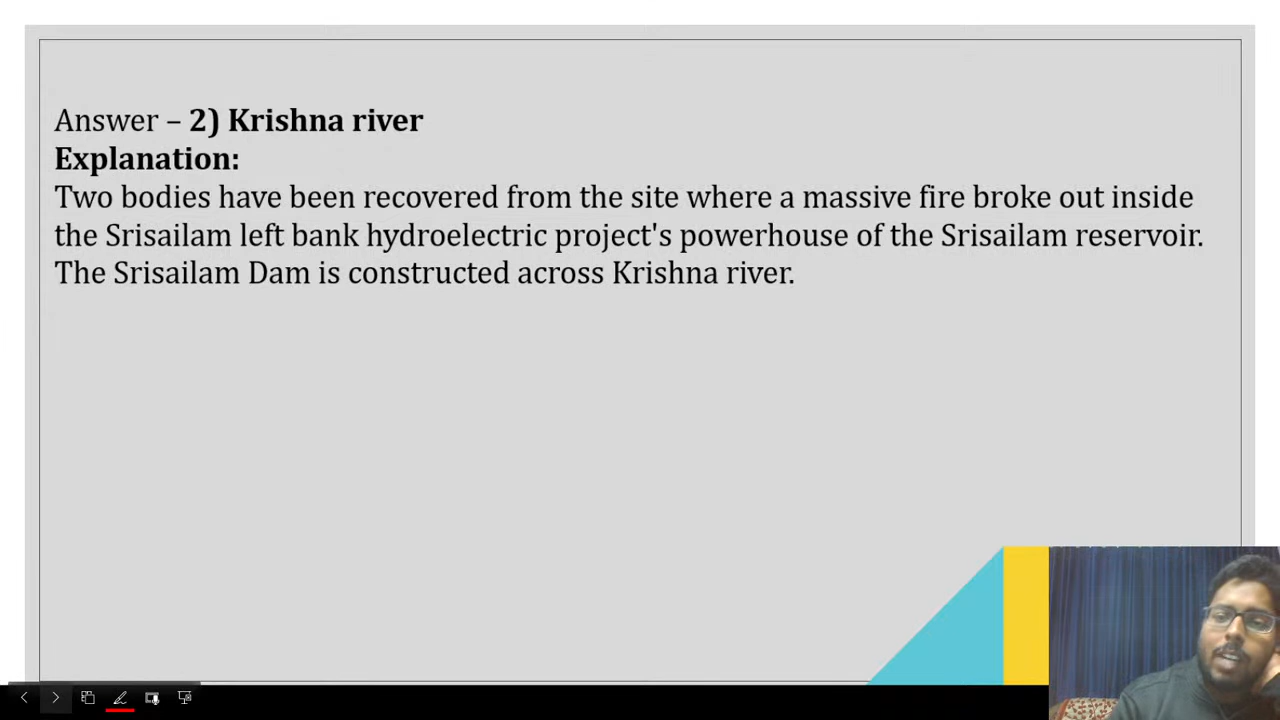 Answer – 2) Krishna river
Explanation:
Two bodies have been recovered from the site where a massive fire broke out inside
the Srisailam left bank hydroelectric project's powerhouse of the Srisailam reservoir.
The Srisailam Dam is constructed across Krishna river.